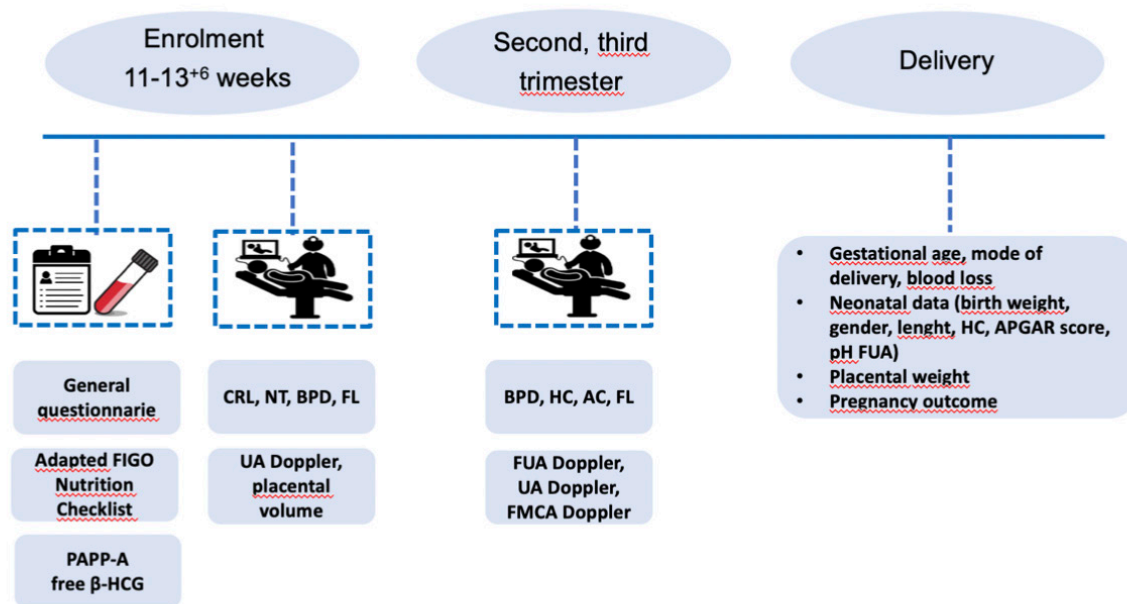 Enrolment
11-13+6 weeks
Second, third
trimester
Delivery
General
questionnarie
Adapted FIGO
Nutrition
Checklist
PAPP-A
free β-HCG
CRL, NT, BPD, FL
UA Doppler,
placental
volume
BPD, HC, AC, FL
FUA Doppler,
UA Doppler,
FMCA Doppler
• Gestational age, mode of
delivery, blood loss
• Neonatal data (birth weight,
gender, lenght, HC, APGAR score,
pH FUA)
• Placental weight
• Pregnancy outcome